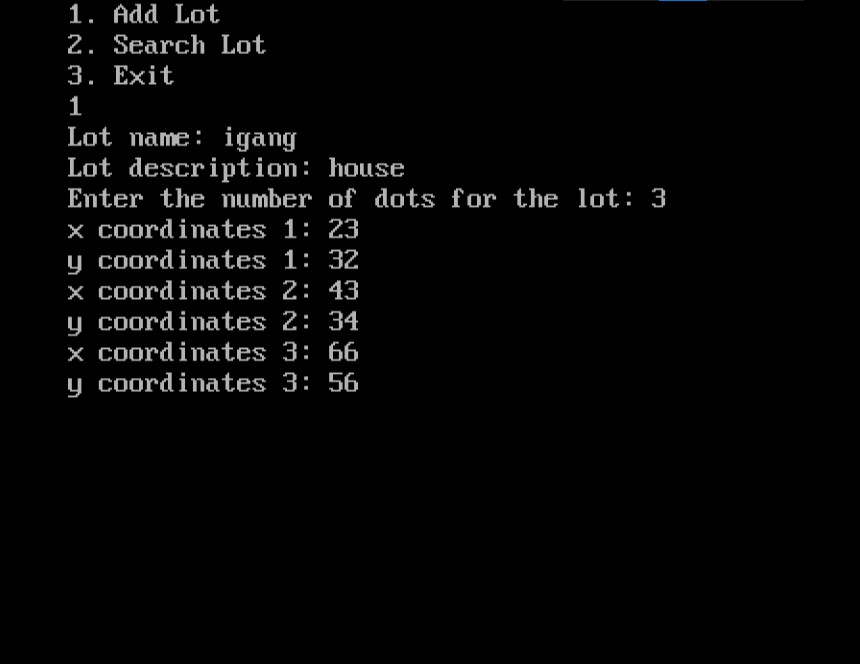 1. Add Lot
2. Search Lot
3. Exit
1
Lot name: igang
Lot description: house
Enter the number of dots for the lot: 3
x coordinates 1: 23
y coordinates 1: 32
x coordinates 2: 43
y coordinates 2: 34
x coordinates 3: 66
y coordinates 3: 56